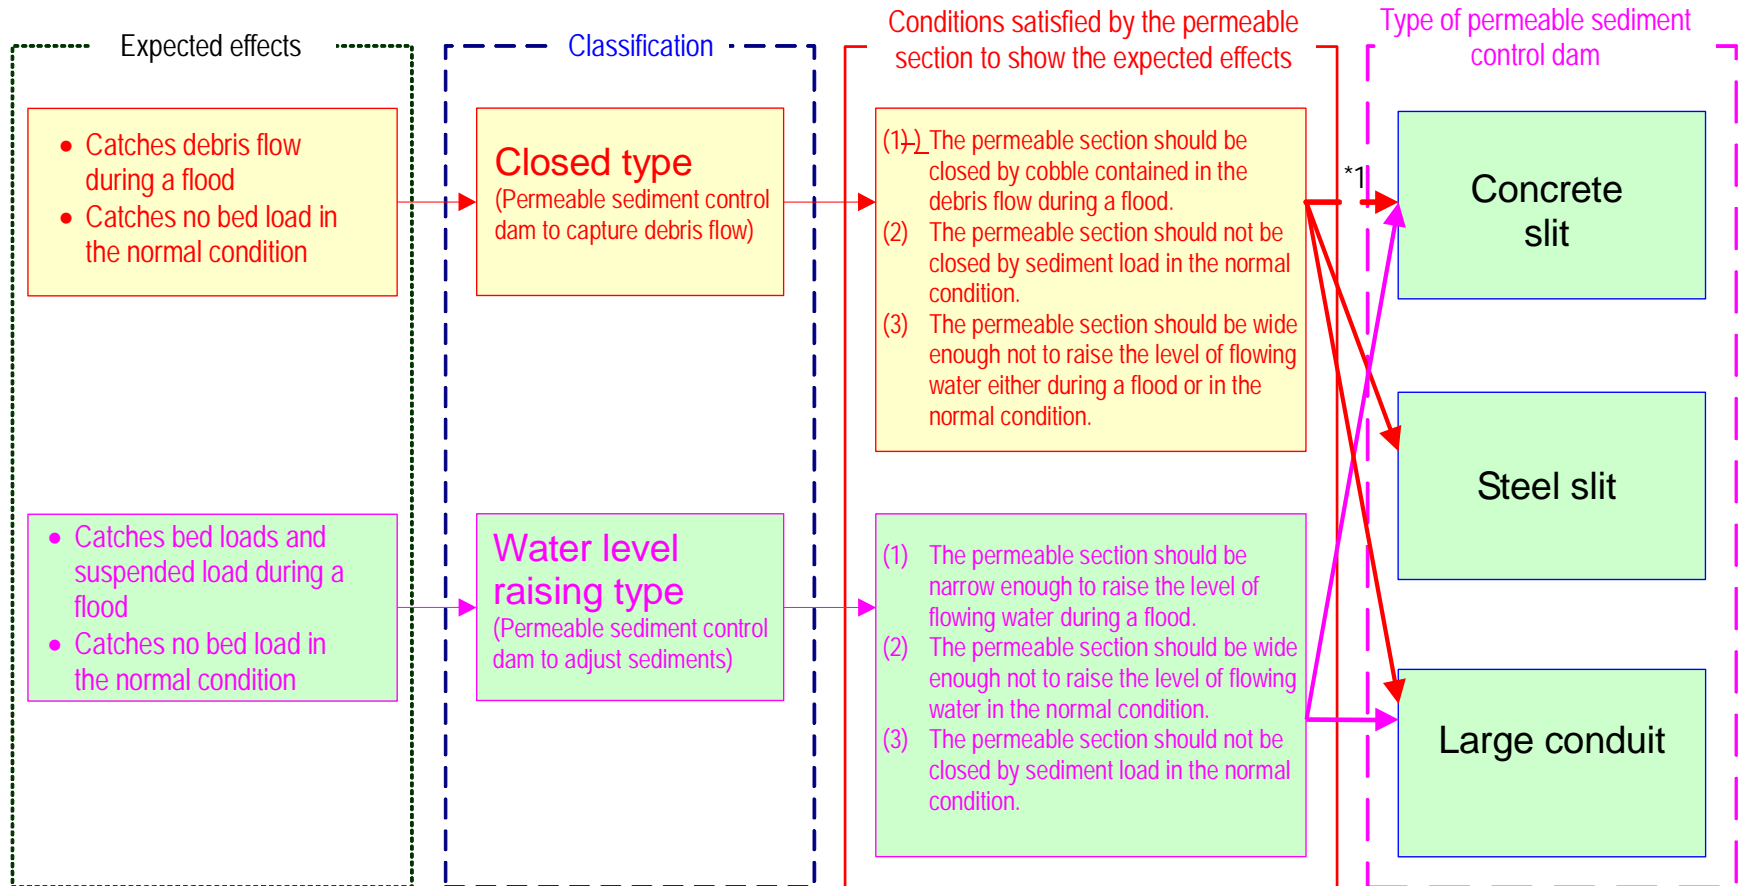 Expected effects
Classification
Conditions satisfied by the permeable
section to show the expected effects
Type of permeable sediment
control dam
• Catches debris flow
during a flood
• Catches no bed load in
the normal condition
Closed type
(Permeable sediment control
dam to capture debris flow)
(1) ) The permeable section should be
closed by cobble contained in the
debris flow during a flood.
(2) The permeable section should not be
closed by sediment load in the normal
condition.
(3) The permeable section should be wide
enough not to raise the level of flowing
water either during a flood or in the
normal condition.
*1
Concrete
slit
Steel slit
• Catches bed loads and
suspended load during a
flood
• Catches no bed load in
the normal condition
Water level
raising type
(Permeable sediment control
dam to adjust sediments)
(1) The permeable section should be
narrow enough to raise the level of
flowing water during a flood.
(2) The permeable section should be wide
enough not to raise the level of flowing
water in the normal condition.
(3) The permeable section should not be
closed by sediment load in the normal
condition.
Large conduit